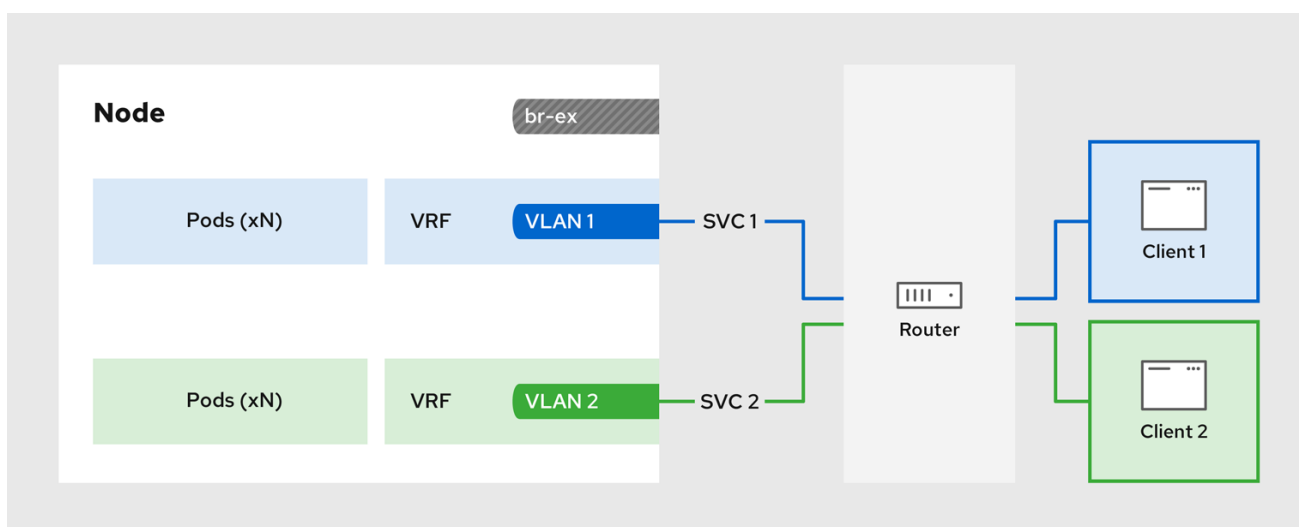 Node
br-ex
Pods (xN)
VRF
VLAN 1
SVC 1
Client 1
Router
Pods (xN)
VRF
VLAN 2
SVC 2
Client 2